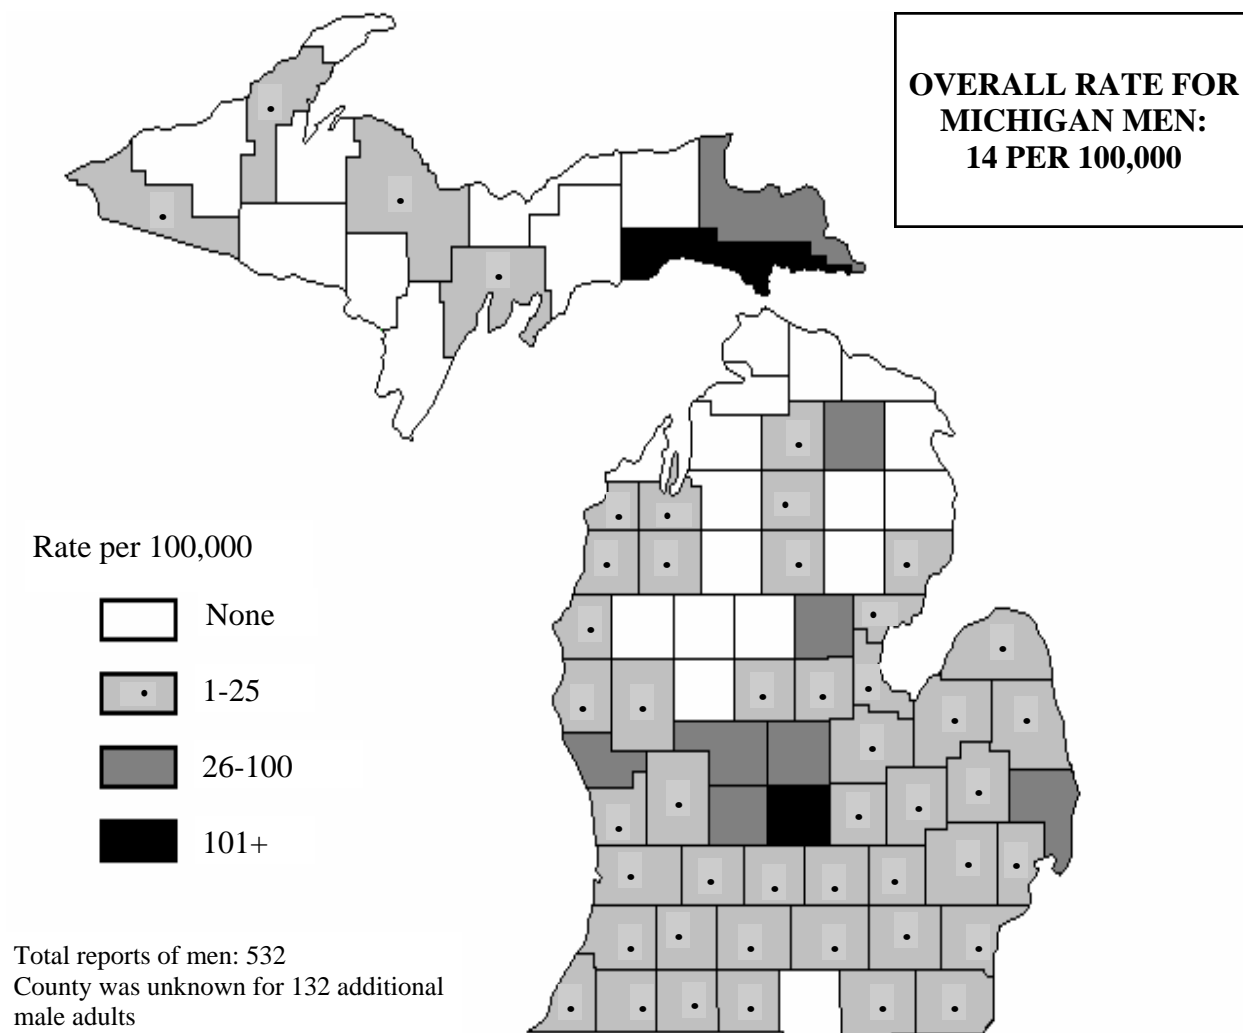 OVERALL RATE FOR
MICHIGAN MEN:
14 PER 100,000
Rate per 100,000
None
1-25
26-100
101+
Total reports of men: 532
County was unknown for 132 additional
male adults